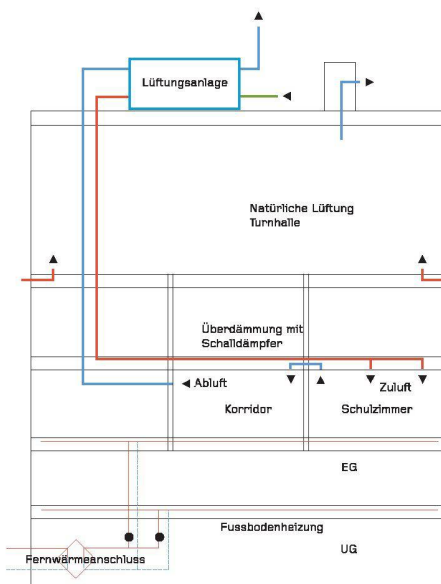 Lüftungsanlage
Natürliche Lüftung
Turnhalle
Überdämmung mit
Schalldämpfer
Abluft
Zuluft
Korridor
Schulzimmer
EG
Fussbodenheizung
Fernwärmeanschluss
UG